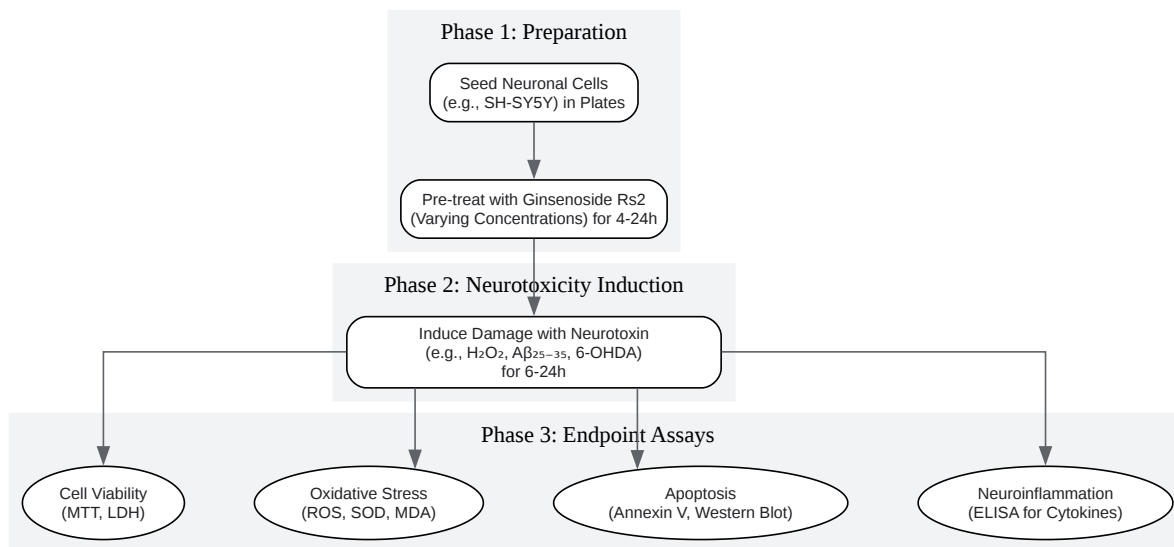 Phase 1: Preparation
Seed Neuronal Cells
(e.g., SH-SY5Y) in Plates
Pre-treat with Ginsenoside Rs2
(Varying Concentrations) for 4-24h
Phase 2: Neurotoxicity Induction
Induce Damage with Neurotoxin
(e.g., H₂O₂, Aβ₂₅₋₃₅, 6-OHDA)
for 6-24h
Phase 3: Endpoint Assays
Cell Viability
(MTT, LDH)
Oxidative Stress
(ROS, SOD, MDA)
Apoptosis
(Annexin V, Western Blot)
Neuroinflammation
(ELISA for Cytokines)